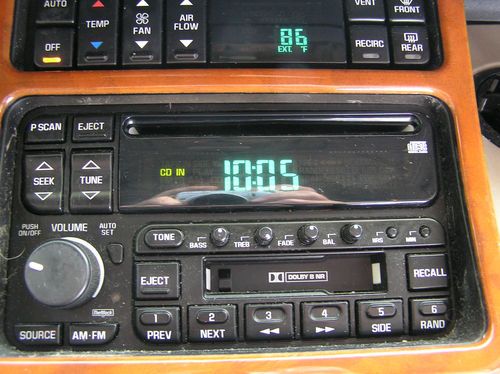 AUTO
TEMP
FAN
AIR
FLOW
VENT
FRONT
OFF
86
EXT. °F
RECIRC
REAR
P SCAN
EJECT
SEEK
TUNE
CD IN
10:05
PUSH
ON/OFF
VOLUME
AUTO
SET
TONE
BASS
TREB
FADE
BAL
HRS
MIN
EJECT
DOLBY B NR
RECALL
SOURCE
AM•FM
1
PREV
2
NEXT
3
4
5
SIDE
6
RAND